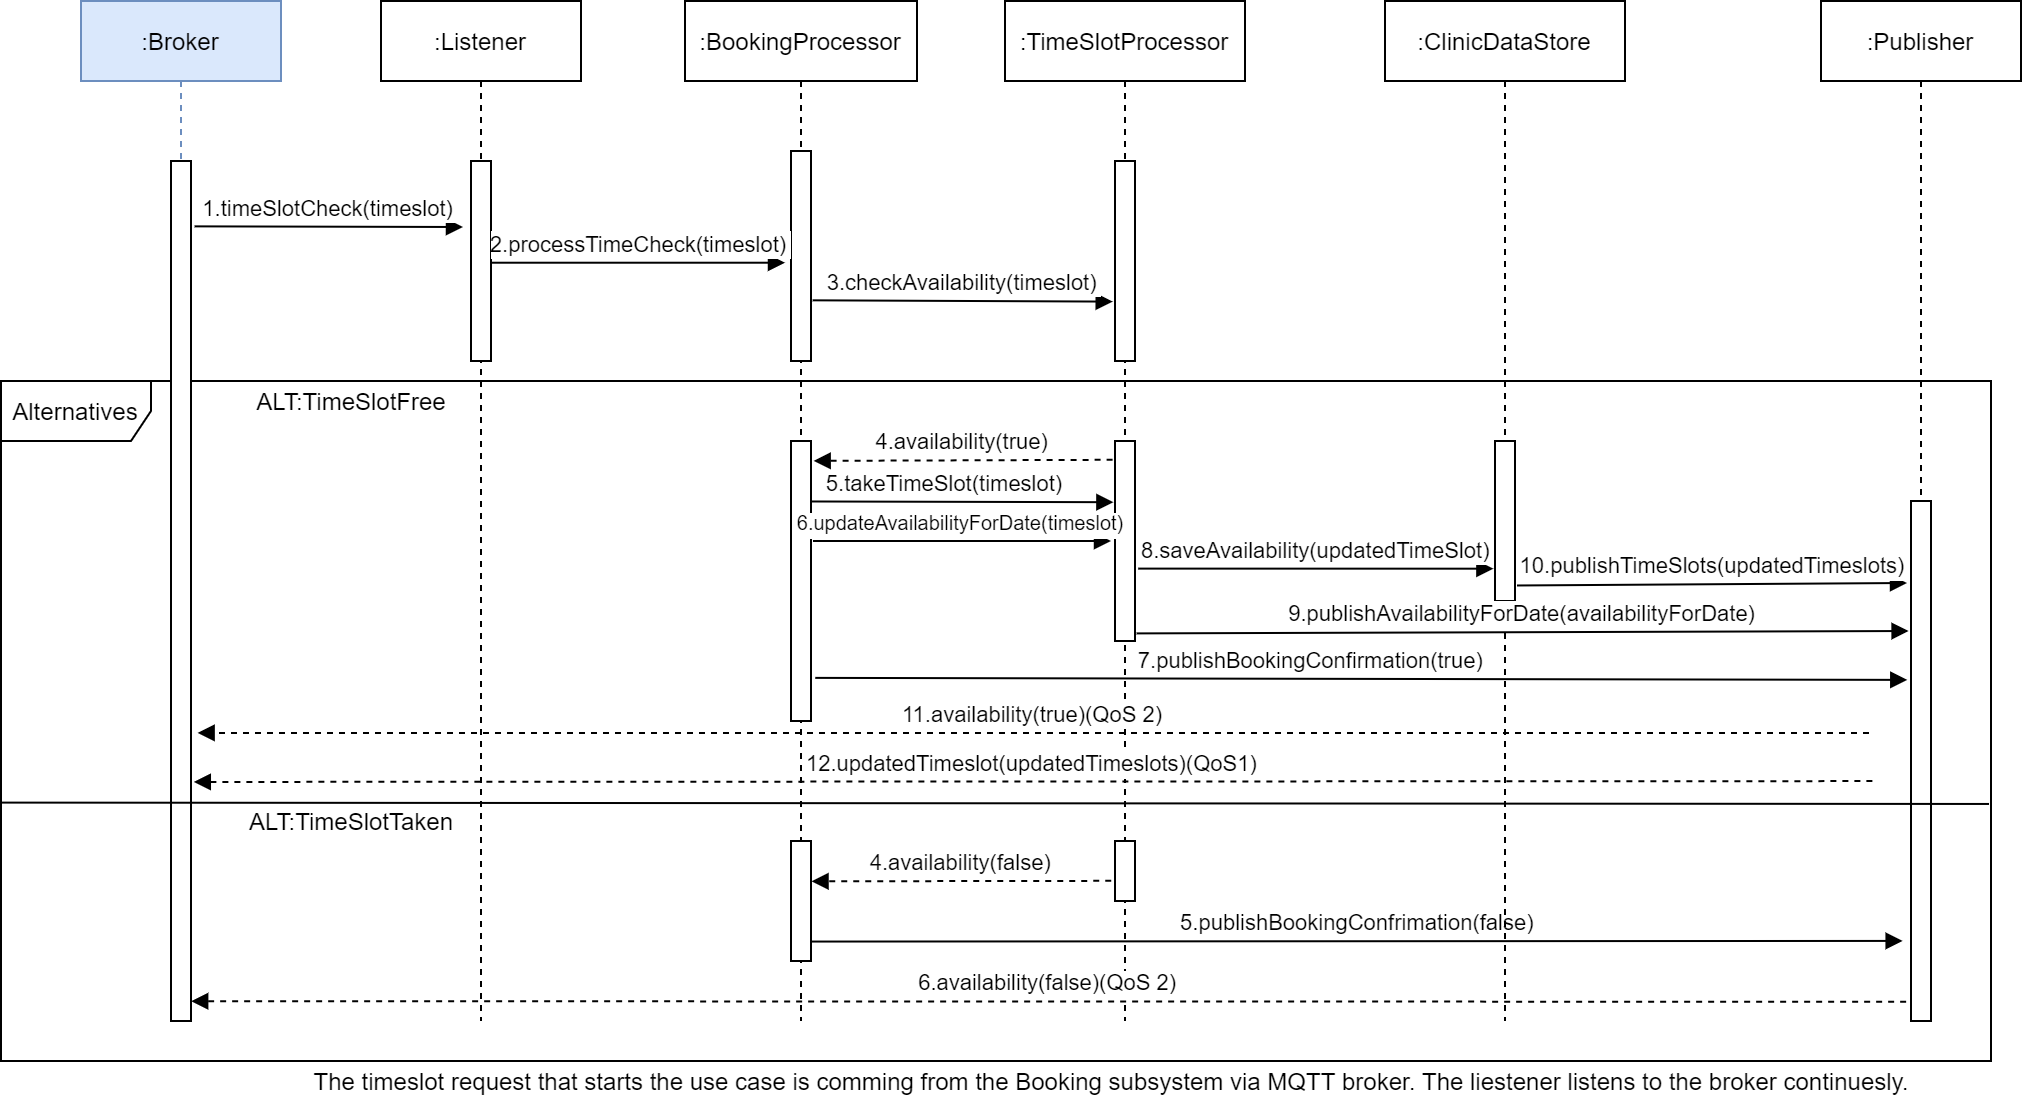 :Broker
:Listener
:BookingProcessor
:TimeSlotProcessor
:ClinicDataStore
:Publisher
1.timeSlotCheck(timeslot)
2.processTimeCheck(timeslot)
3.checkAvailability(timeslot)
Alternatives
ALT:TimeSlotFree
4.availability(true)
5.takeTimeSlot(timeslot)
6.updateAvailabilityForDate(timeslot)
8.saveAvailability(updatedTimeSlot)
10.publishTimeSlots(updatedTimeslots)
9.publishAvailabilityForDate(availabilityForDate)
7.publishBookingConfirmation(true)
11.availability(true)(QoS 2)
12.updatedTimeslot(updatedTimeslots)(QoS1)
ALT:TimeSlotTaken
4.availability(false)
5.publishBookingConfrimation(false)
6.availability(false)(QoS 2)
The timeslot request that starts the use case is comming from the Booking subsystem via MQTT broker. The liestener listens to the broker continuesly.